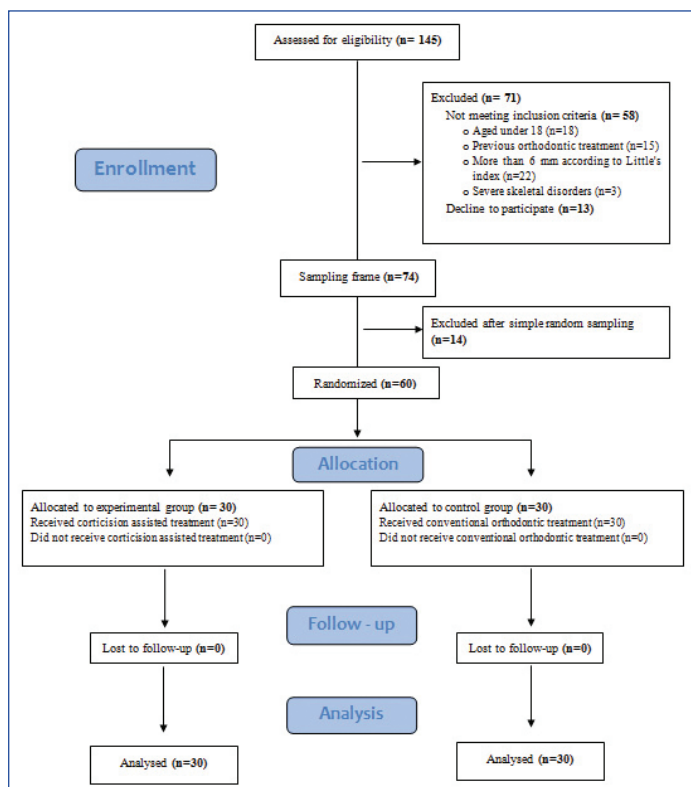 Assessed for eligibility (n= 145)
Excluded (n= 71)
Not meeting inclusion criteria (n= 58)
o Aged under 18 (n=18)
o Previous orthodontic treatment (n=15)
o More than 6 mm according to Little's
index (n=22)
o Severe skeletal disorders (n=3)
Decline to participate (n=13)
Enrollment
Sampling frame (n=74)
Excluded after simple random sampling
(n=14)
Randomized (n=60)
Allocation
Allocated to experimental group (n= 30)
Received corticision assisted treatment (n=30)
Did not receive corticision assisted treatment (n=0)
Allocated to control group (n=30)
Received conventional orthodontic treatment (n=30)
Did not receive conventional orthodontic treatment (n=0)
Follow - up
Lost to follow-up (n=0)
Lost to follow-up (n=0)
Analysis
Analysed (n=30)
Analysed (n=30)